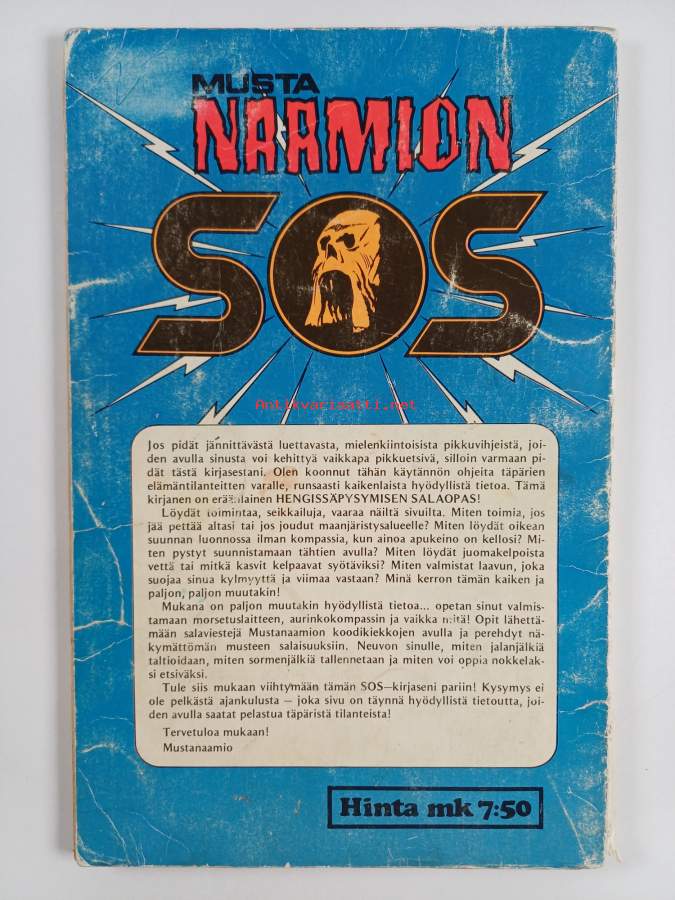 MUSTA
NAAMION
SOS
Antikvariaatti.net
Jos pidät jännittävästä luettavasta, mielenkiintoisista pikkuvihjeistä, joi-
den avulla sinusta voi kehittyä vaikkapa pikkuetsivä, silloin varmaan pi-
dät tästä kirjasestani. Olen koonnut tähän käytännön ohjeita täpärien
elämäntilanteitten varalle, runsaasti kaikenlaista hyödyllistä tietoa. Tämä
kirjanen on eräänlainen HENGISSÄPYSYMISEN SALAOPAS!
Löydät toimintaa, seikkailuja, vaaraa näiltä sivuilta. Miten toimia, jos
jää pettää altasi tai jos joudut maanjäristysalueelle? Miten löydät oikean
suunnan luonnossa ilman kompassia, kun ainoa apukeino on kellosi? Mi-
ten pystyt suunnistamaan tähtien avulla? Miten löydät juomakelpoista
vettä tai mitkä kasvit kelpaavat syötäviksi? Miten valmistat laavun, joka
suojaa sinua kylmyyttä ja viimaa vastaan? Minä kerron tämän kaiken ja
paljon, paljon muutakin!
Mukana on paljon muutakin hyödyllistä tietoa... opetan sinut valmis-
tamaan morsetuslaitteen, aurinkokompassin ja vaikka mitä! Opit lähettä-
mään salaviestejä Mustanaamion koodikiekkojen avulla ja perehdyt nä-
kymättömän musteen salaisuuksiin. Neuvon sinulle, miten jalanjälkiä
taltioidaan, miten sormenjälkiä tallennetaan ja miten voi oppia nokkelak-
si etsiväksi.
Tule siis mukaan viihtymään tämän SOS–kirjaseni pariin! Kysymys ei
ole pelkästä ajankulusta – joka sivu on täynnä hyödyllistä tietoutta, joi-
den avulla saatat pelastua täpäristä tilanteista!
Tervetuloa mukaan!
Mustanaamio
Hinta mk 7:50